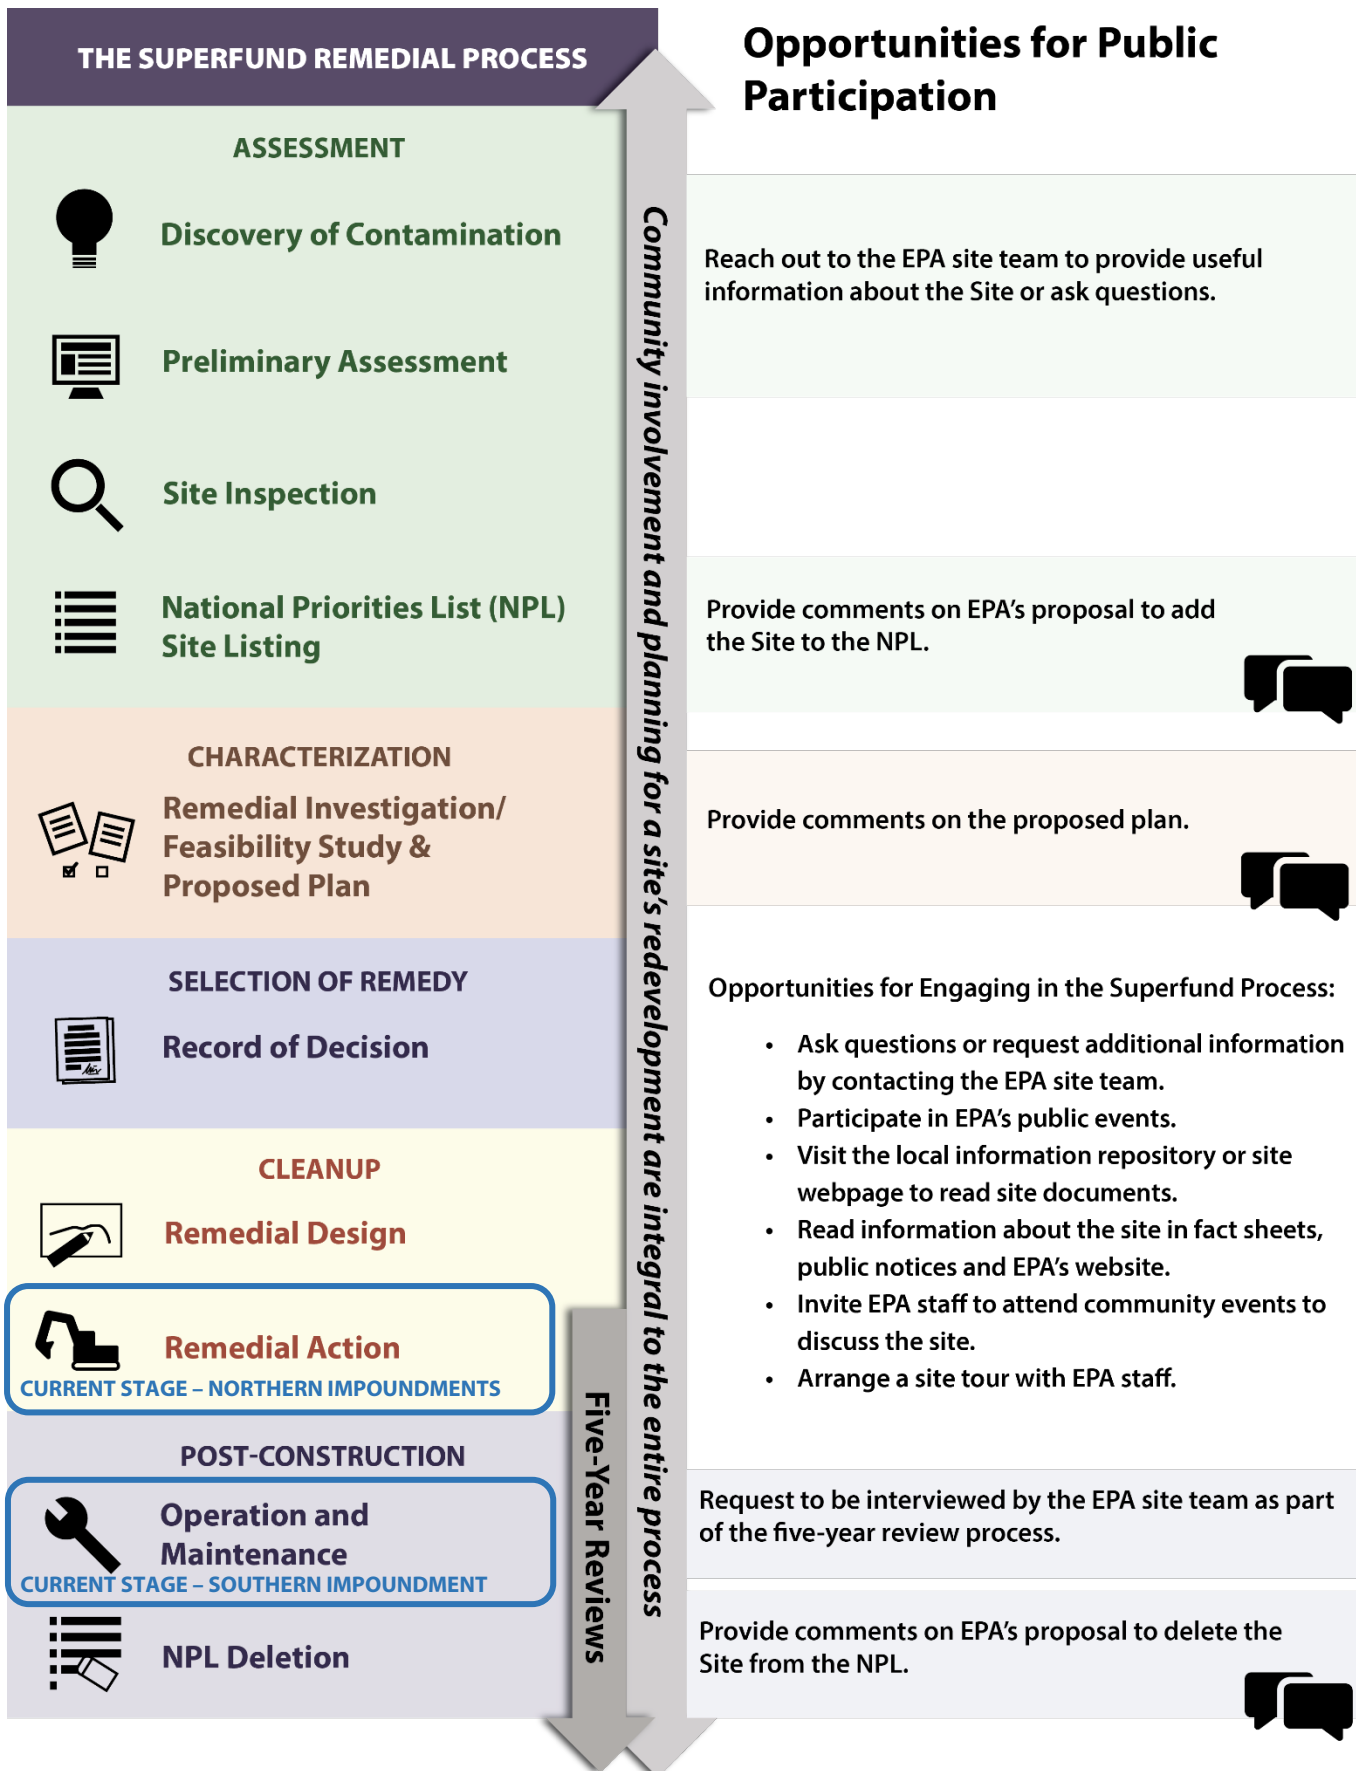 THE SUPERFUND REMEDIAL PROCESS
Opportunities for Public
Participation
ASSESSMENT
Discovery of Contamination
Reach out to the EPA site team to provide useful
information about the Site or ask questions.
Preliminary Assessment
Site Inspection
National Priorities List (NPL)
Site Listing
Provide comments on EPA’s proposal to add
the Site to the NPL.
CHARACTERIZATION
Remedial Investigation/
Feasibility Study &
Proposed Plan
Provide comments on the proposed plan.
SELECTION OF REMEDY
Record of Decision
Opportunities for Engaging in the Superfund Process:
• Ask questions or request additional information
by contacting the EPA site team.
• Participate in EPA’s public events.
• Visit the local information repository or site
webpage to read site documents.
• Read information about the site in fact sheets,
public notices and EPA’s website.
• Invite EPA staff to attend community events to
discuss the site.
• Arrange a site tour with EPA staff.
CLEANUP
Remedial Design
Remedial Action
CURRENT STAGE – NORTHERN IMPOUNDMENTS
POST-CONSTRUCTION
Operation and
Maintenance
CURRENT STAGE – SOUTHERN IMPOUNDMENT
Request to be interviewed by the EPA site team as part
of the five-year review process.
NPL Deletion
Provide comments on EPA’s proposal to delete the
Site from the NPL.
Community involvement and planning for a site’s redevelopment are integral to the entire process
Five-Year Reviews